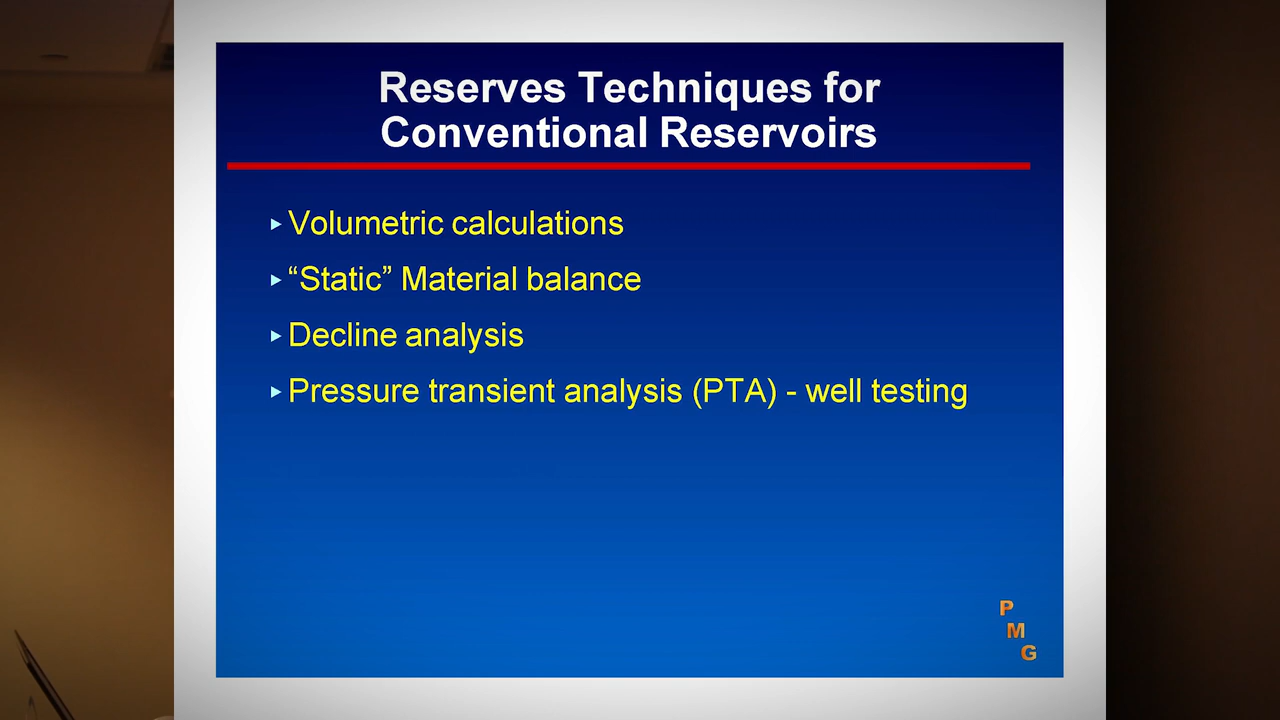 Reserves Techniques for
Conventional Reservoirs
▸Volumetric calculations
▸“Static” Material balance
▸Decline analysis
▸Pressure transient analysis (PTA) - well testing
P
M
G